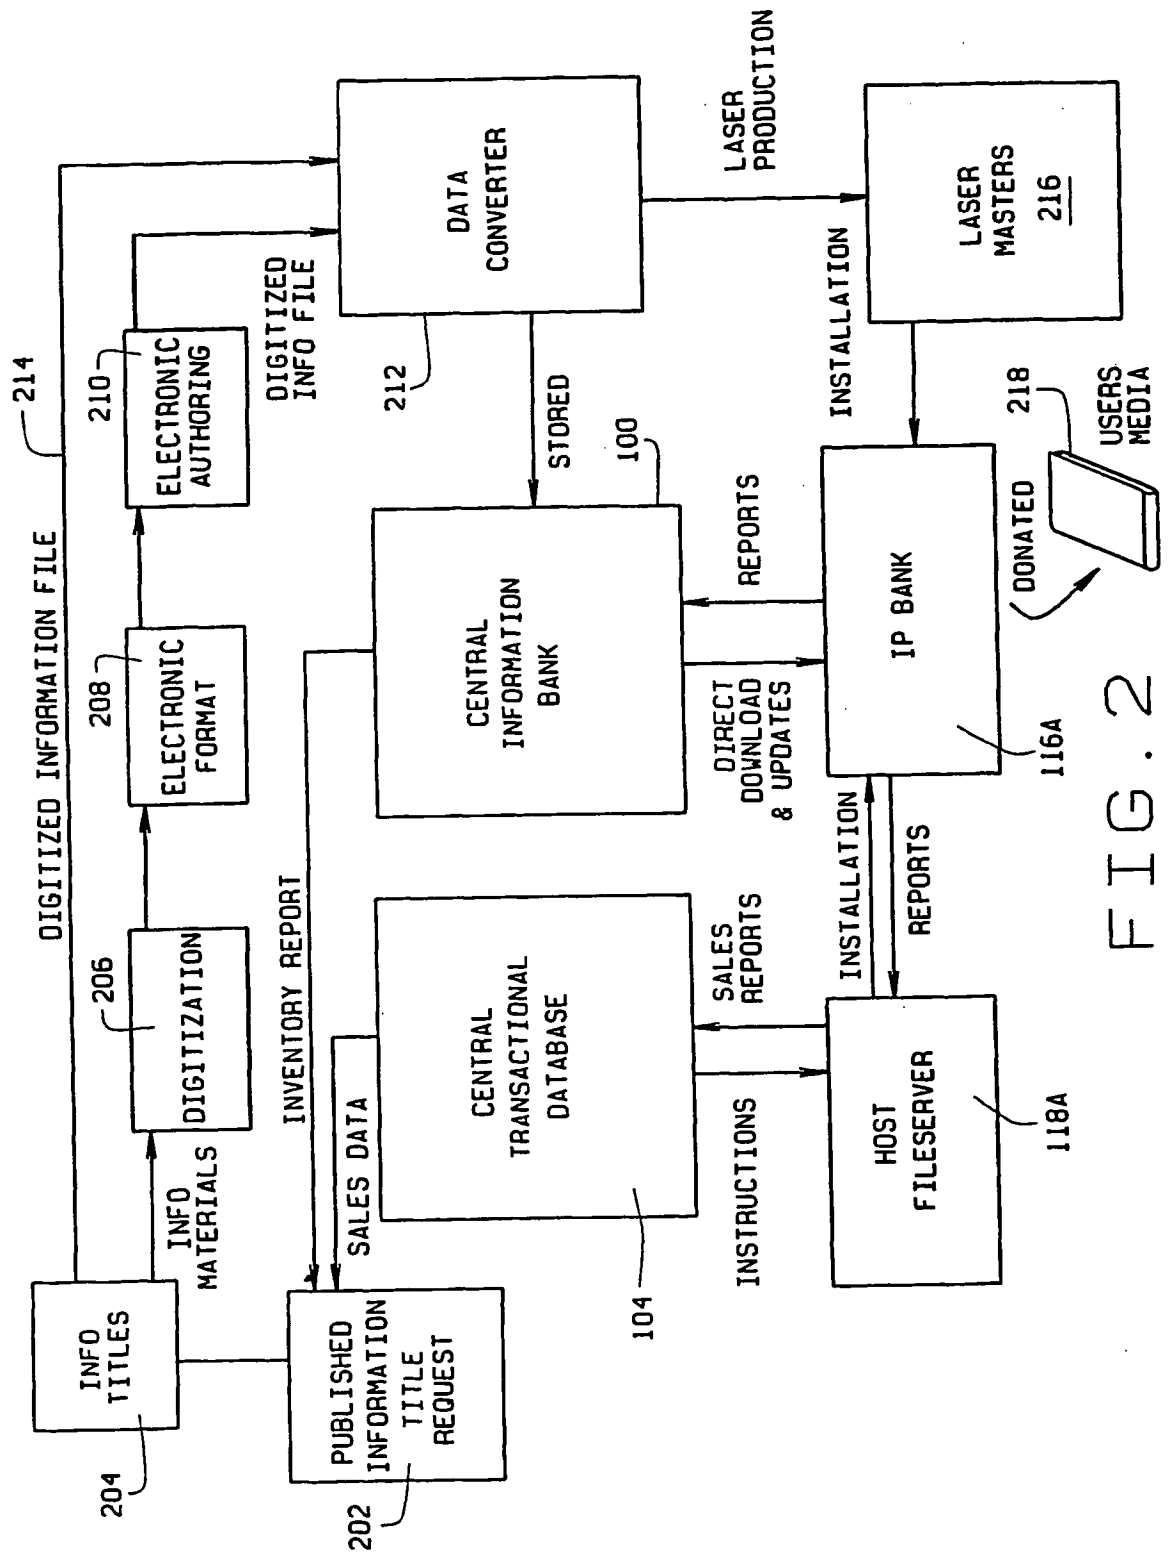 DIGITIZED INFORMATION FILE
214
204
INFO
TITLES
INFO
MATERIALS
206
DIGITIZATION
208
ELECTRONIC
FORMAT
210
ELECTRONIC
AUTHORING
DIGITIZED
INFO FILE
202
PUBLISHED
INFORMATION
TITLE
REQUEST
INVENTORY REPORT
SALES DATA
104
CENTRAL
TRANSACTIONAL
DATABASE
CENTRAL
INFORMATION
BANK
100
STORED
212
DATA
CONVERTER
INSTRUCTIONS
SALES
REPORTS
DIRECT
DOWNLOAD
& UPDATES
REPORTS
LASER
PRODUCTION
HOST
FILESERVER
118A
INSTALLATION
REPORTS
IP BANK
116A
INSTALLATION
LASER
MASTERS
216
DONATED
218
USERS
MEDIA
FIG. 2